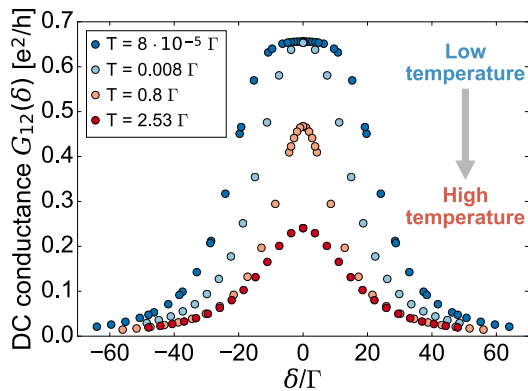 DC conductance G₁₂(δ) [e²/h]
0.7
0.6
0.5
0.4
0.3
0.2
0.1
0.0
T = 8 · 10⁻⁵ Γ
T = 0.008 Γ
T = 0.8 Γ
T = 2.53 Γ
Low
temperature
High
temperature
−60 −40 −20 0 20 40 60
δ/Γ